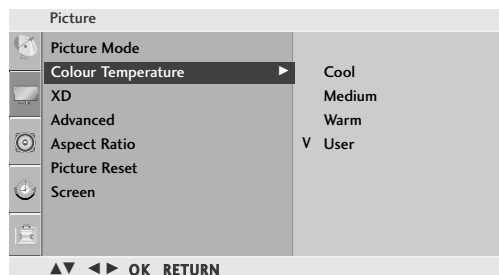 Picture
Picture Mode
Colour Temperature ► Cool
XD Medium
Advanced Warm
Aspect Ratio V User
Picture Reset
Screen
▲▼ ◄► OK RETURN